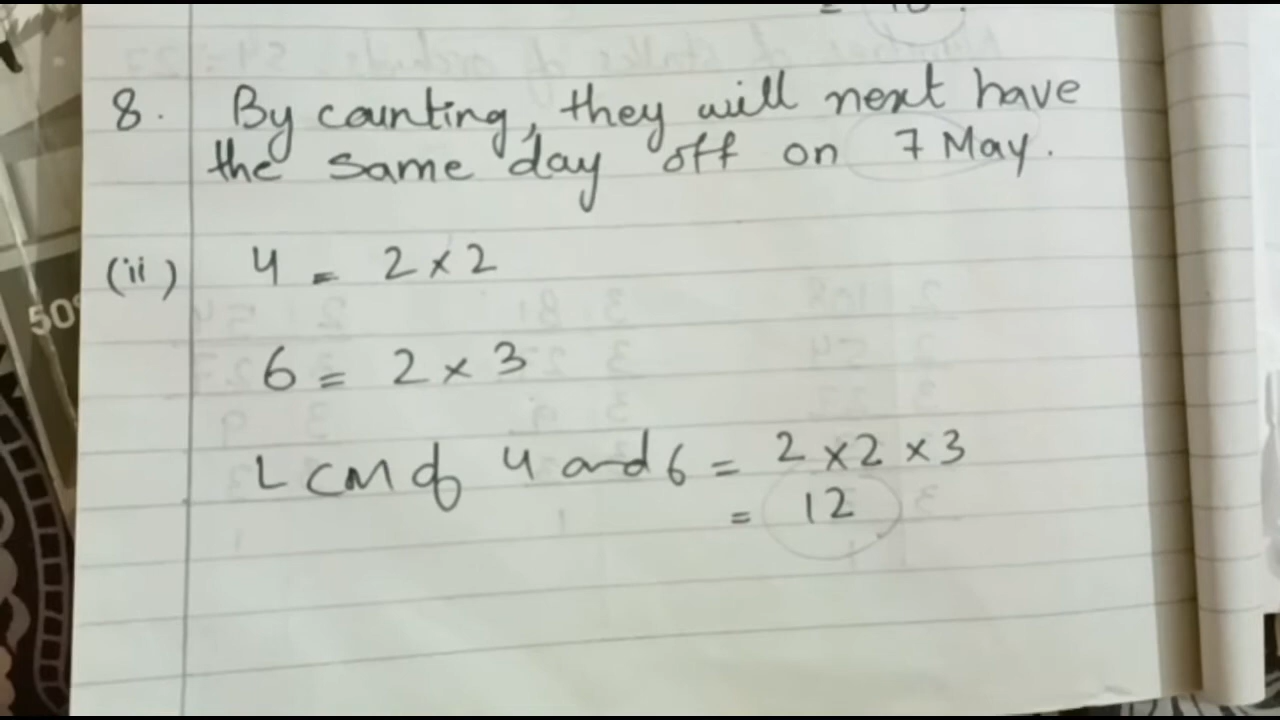 8. By counting, they will next have
the same day off on 7 May.
(ii) 4 = 2 × 2
6 = 2 × 3
LCM of 4 and 6 = 2 × 2 × 3
= 12